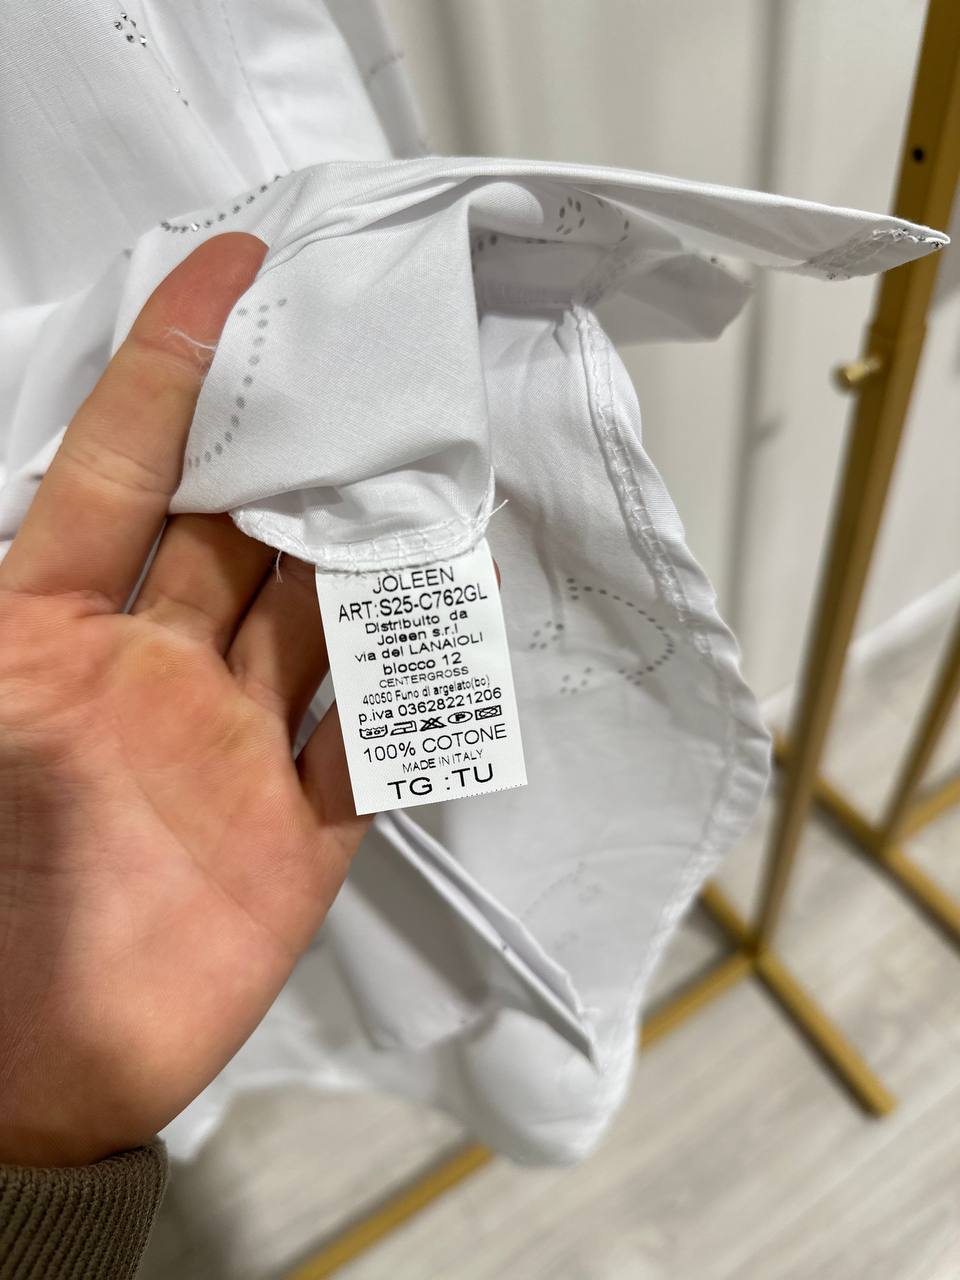 JOLEEN
ART:S25-C762GL
Distribuito da
Joleen s.r.l
via dei LANAIOLI
blocco 12
CENTERGROSS
40050 Funo di argelato(bo)
p.iva 03628221206
100% COTONE
MADE IN ITALY
TG :TU